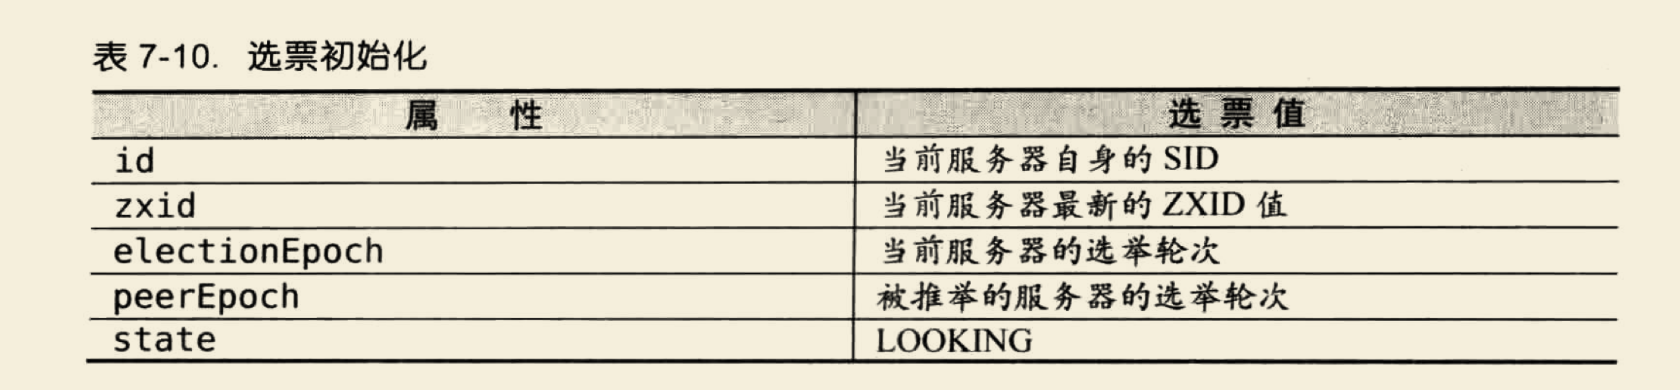 表 7-10. 选票初始化
属 性 选 票 值
id 当前服务器自身的 SID
zxid 当前服务器最新的 ZXID 值
electionEpoch 当前服务器的选举轮次
peerEpoch 被推举的服务器的选举轮次
state LOOKING